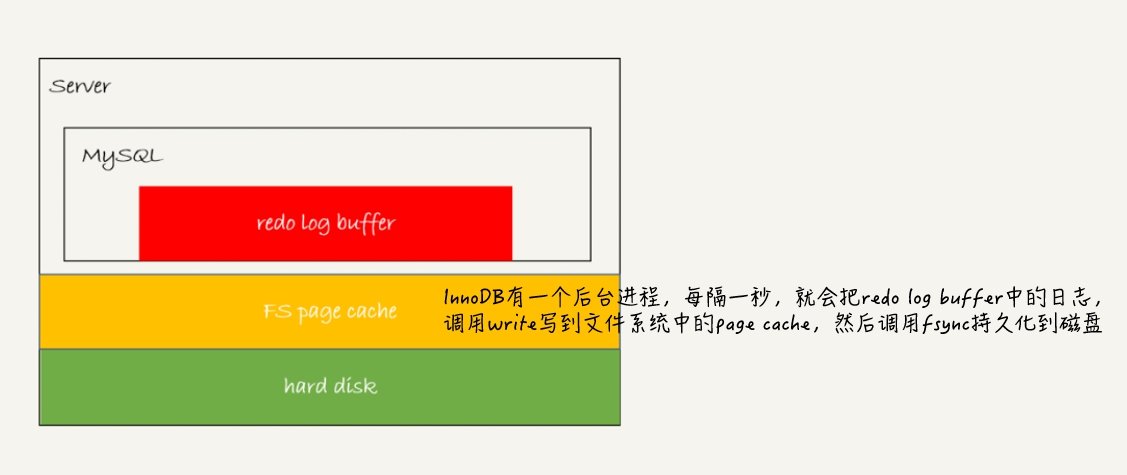 Server
MySQL
redo log buffer
FS page cache
InnoDB有一个后台进程，每隔一秒，就会把redo log buffer中的日志，
调用write写到文件系统中的page cache，然后调用fsync持久化到磁盘
hard disk